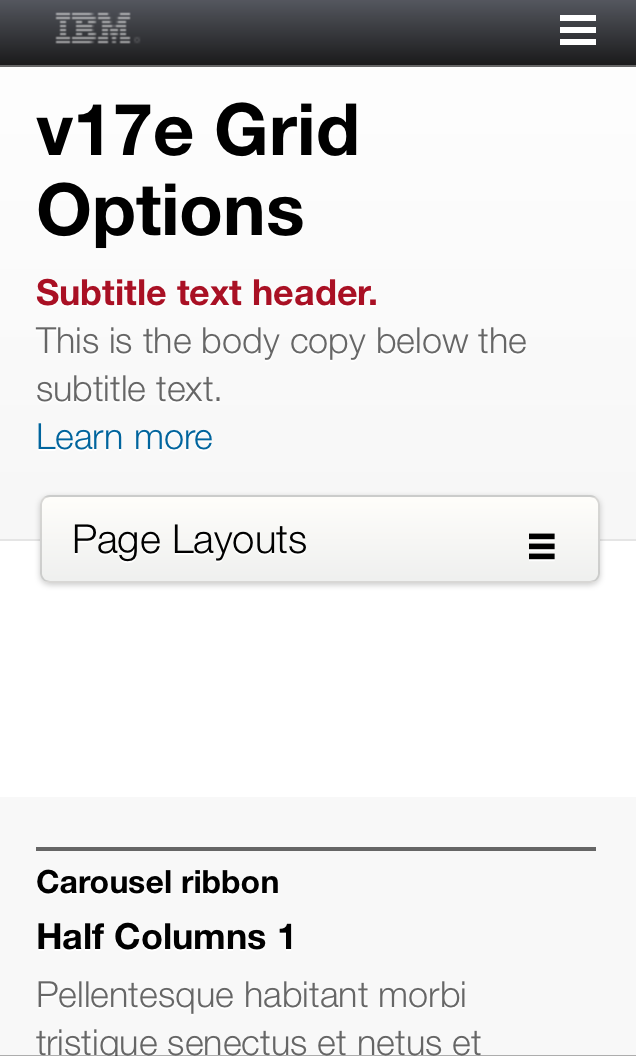 IBM
v17e Grid
Options
Subtitle text header.
This is the body copy below the
subtitle text.
Learn more
Page Layouts
Carousel ribbon
Half Columns 1
Pellentesque habitant morbi
tristique senectus et netus et